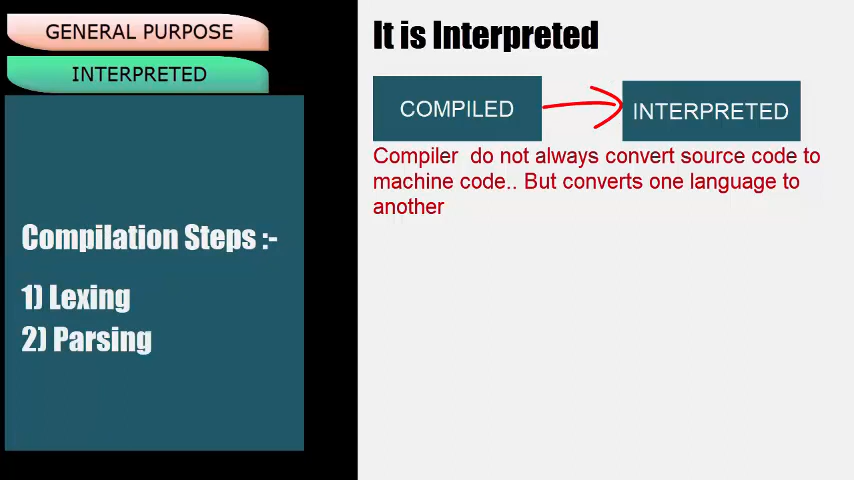 GENERAL PURPOSE
INTERPRETED
Compilation Steps :-
1) Lexing
2) Parsing
It is Interpreted
COMPILED
INTERPRETED
Compiler do not always convert source code to
machine code.. But converts one language to
another